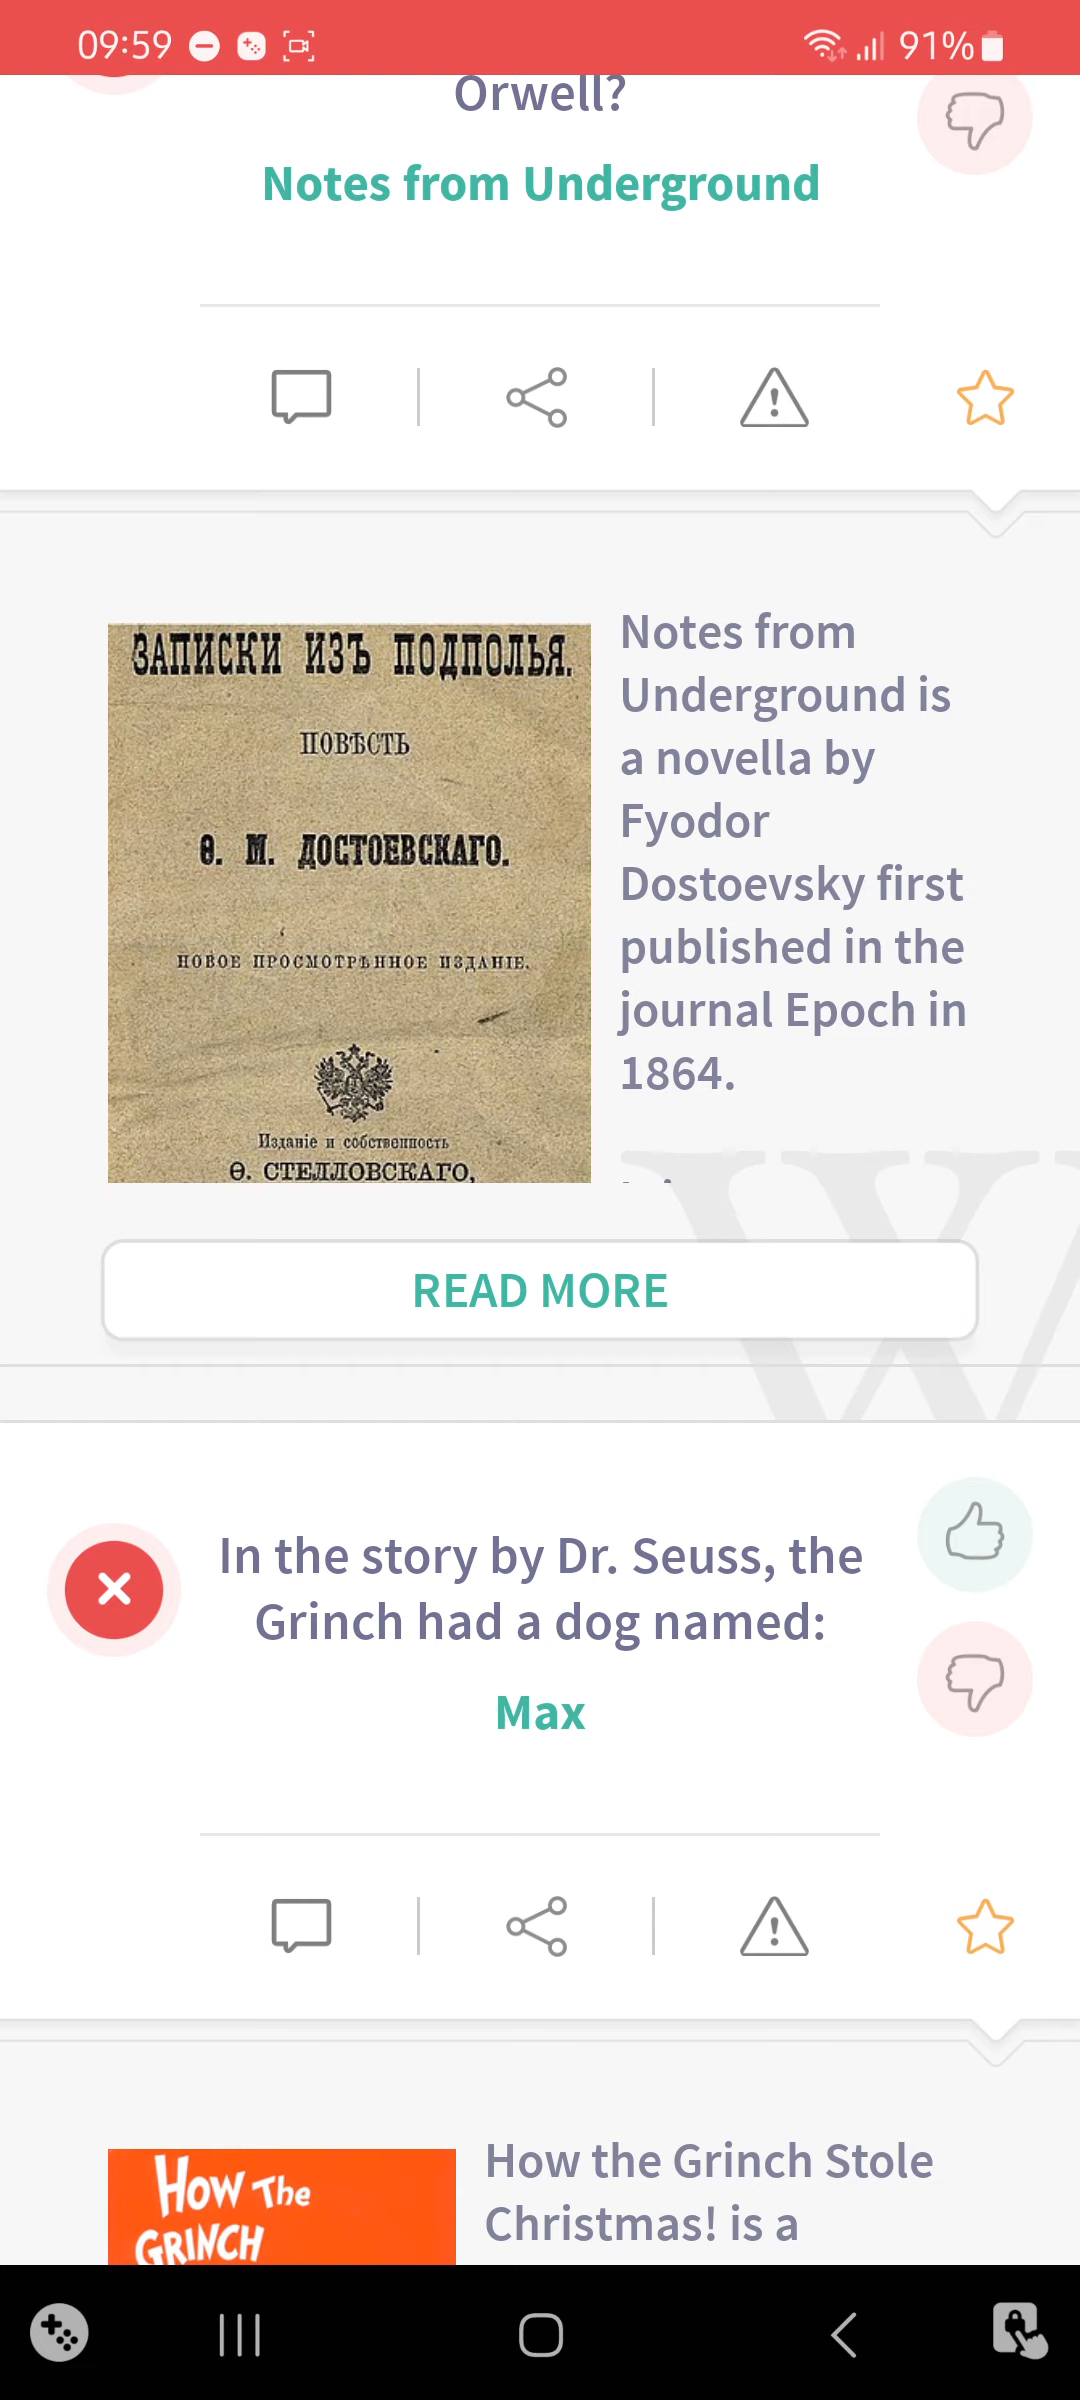 09:59
91%
Orwell?
Notes from Underground
ЗАПИСКИ ИЗЪ ПОДПОЛЬЯ.
ПОВѢСТЬ
Ѳ. М. ДОСТОЕВСКАГО.
НОВОЕ ПРОСМОТРѢННОЕ ИЗДАНІЕ.
Изданіе и собственность
Ѳ. СТЕЛЛОВСКАГО,
Notes from
Underground is
a novella by
Fyodor
Dostoevsky first
published in the
journal Epoch in
1864.
W
READ MORE
In the story by Dr. Seuss, the
Grinch had a dog named:
Max
HOW THE
GRINCH
How the Grinch Stole
Christmas! is a